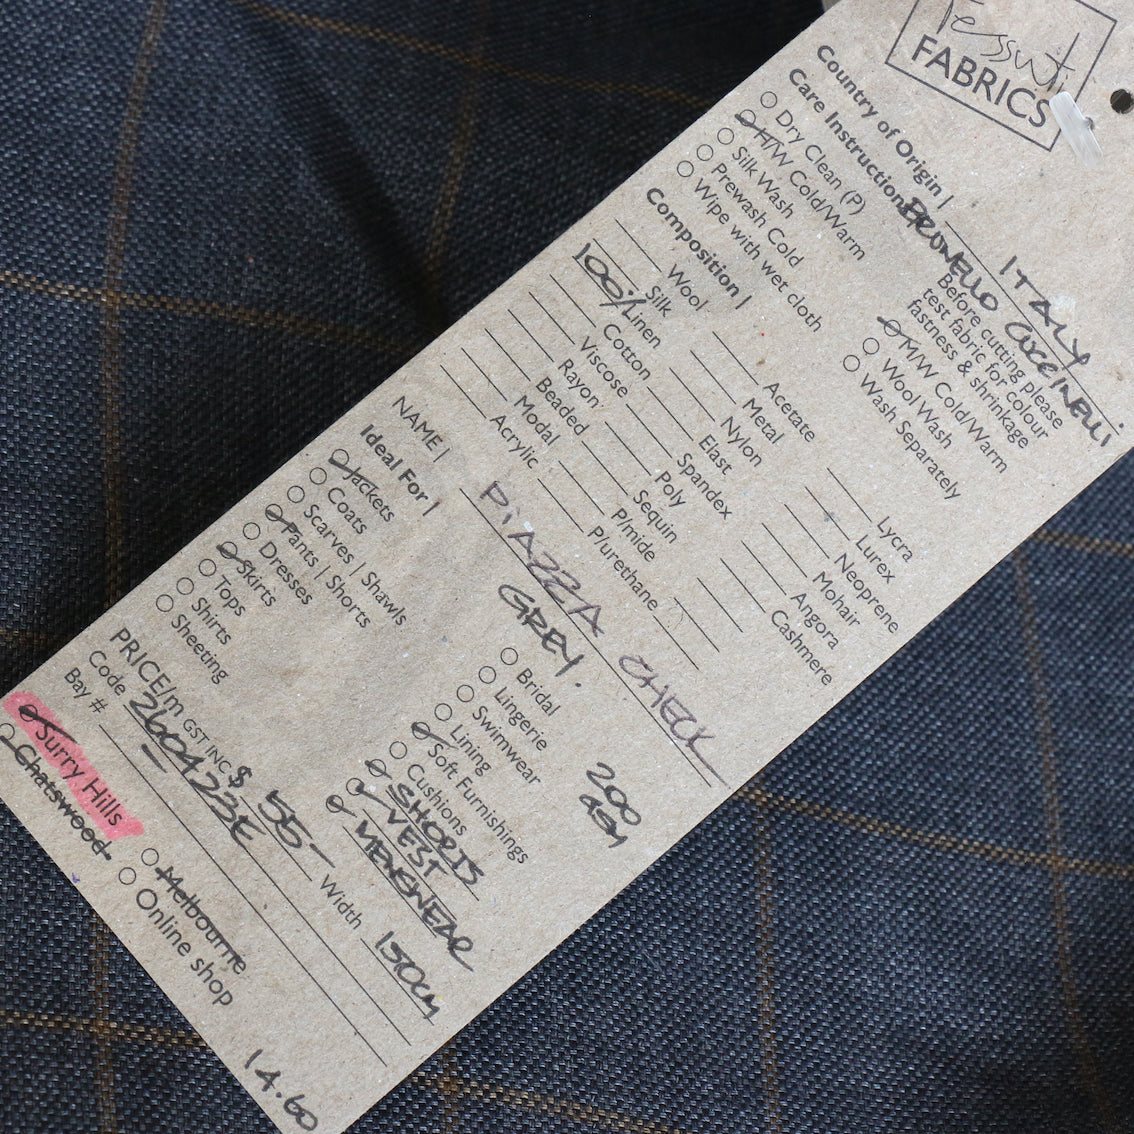 Tessuti
FABRICS
Country of Origin | ITALY
BRUNELLO CUCINELLI
Care Instructions |
Before cutting please
test fabric for colour
fastness & shrinkage
Dry Clean (P)
H/W Cold/Warm
Silk Wash
Prewash Cold
Wipe with wet cloth
M/W Cold/Warm
Wool Wash
Wash Separately
Composition |
Wool
Silk
100% Linen
Cotton
Viscose
Rayon
Beaded
Modal
Acrylic
Acetate
Metal
Nylon
Elast
Spandex
Poly
Sequin
P/mide
P/urethane
Lycra
Lurex
Neoprene
Mohair
Angora
Cashmere
NAME | PIAZZA CHECK
GREY.
Ideal For |
Jackets
Coats
Scarves | Shawls
Pants | Shorts
Dresses
Skirts
Tops
Shirts
Sheeting
Bridal
Lingerie
Swimwear
Lining
Soft Furnishings
Cushions
SHORTS
VEST
MENSWEAR
200
GSM
PRICE/m GST INC $ 55- Width 150cm
Code 2604233E
Bay #
Surry Hills
Chatswood
Melbourne
Online shop
14.60